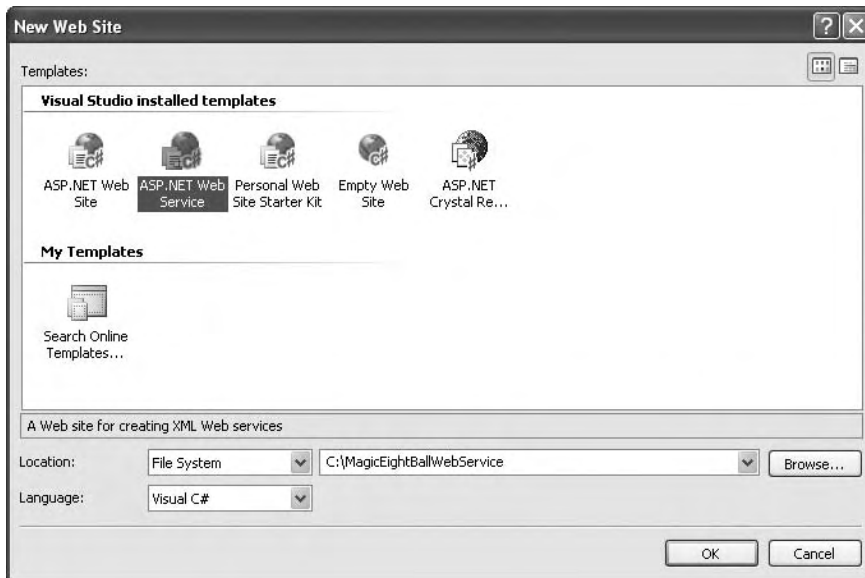 New Web Site
Templates:
Visual Studio installed templates
ASP.NET Web Site
ASP.NET Web Service
Personal Web Site Starter Kit
Empty Web Site
ASP.NET Crystal Re...
My Templates
Search Online Templates...
A Web site for creating XML Web services
Location:
File System
C:\MagicEightBallWebService
Browse...
Language:
Visual C#
OK
Cancel